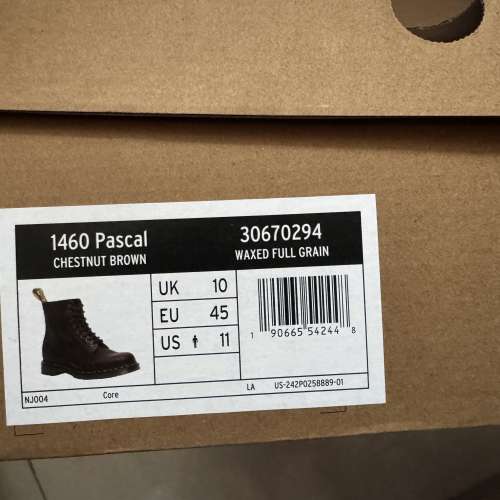 1460 Pascal
CHESTNUT BROWN
30670294
WAXED FULL GRAIN
UK 10
EU 45
US 11
1 90665 54244 8
NJ004
Core
LA
US-242P0258889-01